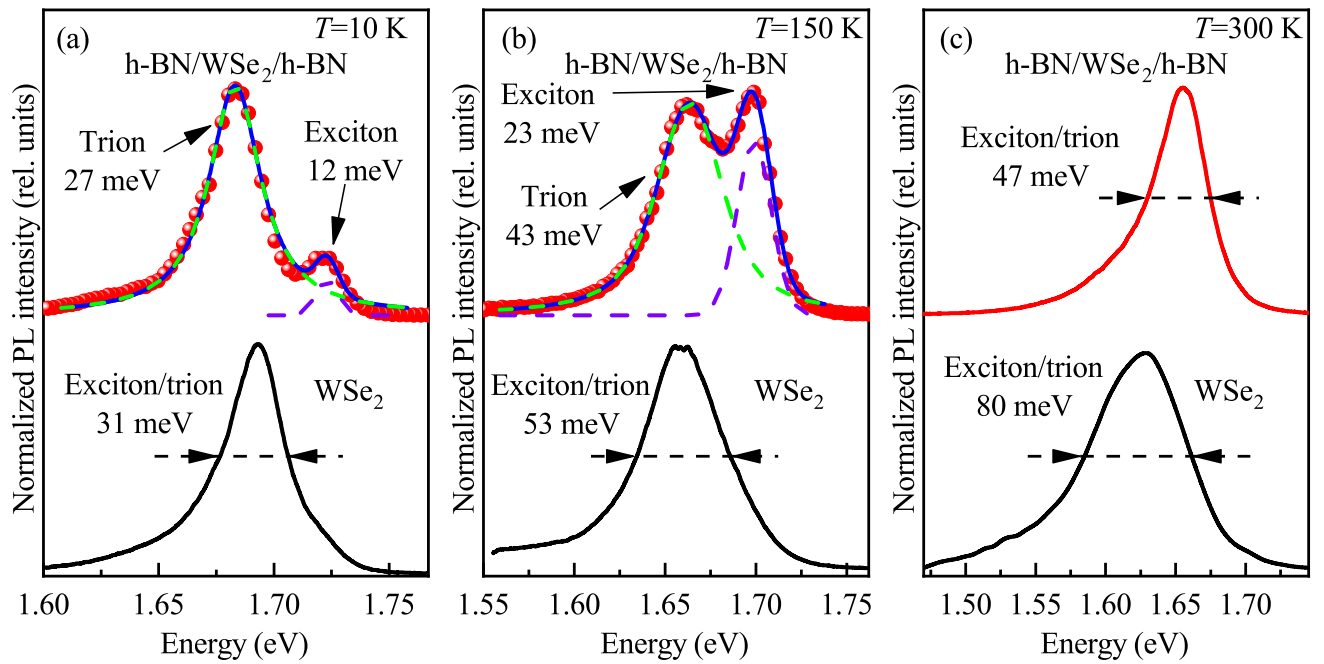 (a)
T=10 K
h-BN/WSe₂/h-BN
Trion
27 meV
Exciton
12 meV
Exciton/trion
31 meV
WSe₂
Normalized PL intensity (rel. units)
1.60 1.65 1.70 1.75
Energy (eV)
(b)
T=150 K
h-BN/WSe₂/h-BN
Exciton
23 meV
Trion
43 meV
Exciton/trion
53 meV
WSe₂
Normalized PL intensity (rel. units)
1.55 1.60 1.65 1.70 1.75
Energy (eV)
(c)
T=300 K
h-BN/WSe₂/h-BN
Exciton/trion
47 meV
Exciton/trion
80 meV
WSe₂
Normalized PL intensity (rel. units)
1.50 1.55 1.60 1.65 1.70
Energy (eV)